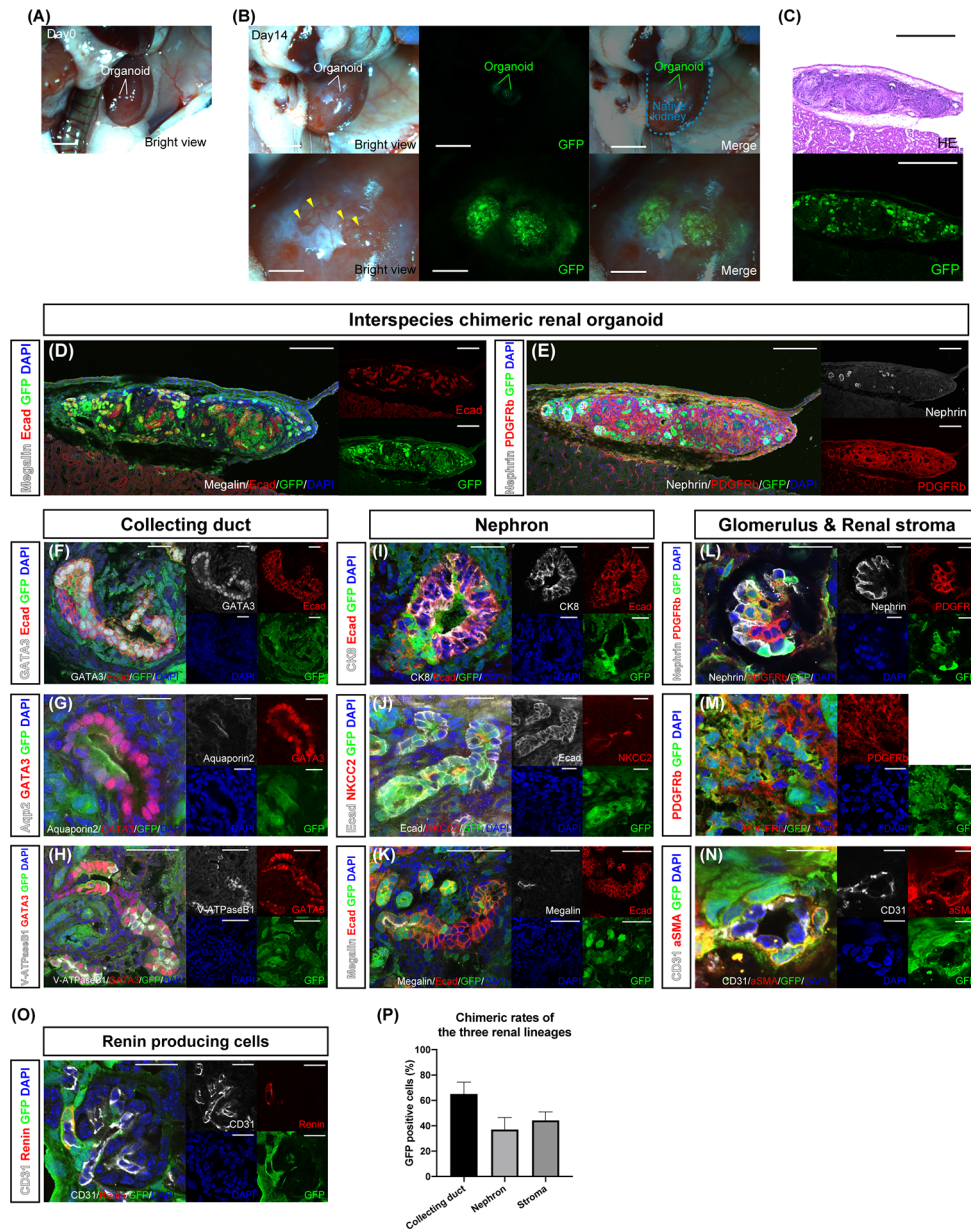 (A)
Day0
Organoid
Bright view
(B)
Day14
Organoid
Bright view
Organoid
GFP
Organoid
Native
kidney
Merge
Bright view
GFP
Merge
(C)
HE
GFP
Interspecies chimeric renal organoid
Megalin Ecad GFP DAPI
(D)
Megalin/Ecad/GFP/DAPI
Ecad
GFP
Nephrin PDGFRb GFP DAPI
(E)
Nephrin/PDGFRb/GFP/DAPI
Nephrin
PDGFRb
Collecting duct
Nephron
Glomerulus & Renal stroma
GATA3 Ecad GFP DAPI
(F)
GATA3/Ecad/GFP/DAPI
GATA3
Ecad
DAPI
GFP
CK8 Ecad GFP DAPI
(I)
CK8/Ecad/GFP/DAPI
CK8
Ecad
DAPI
GFP
Nephrin PDGFRb GFP DAPI
(L)
Nephrin/PDGFRb/GFP/DAPI
Nephrin
PDGFRb
DAPI
GFP
Aqp2 GATA3 GFP DAPI
(G)
Aquaporin2/GATA3/GFP/DAPI
Aquaporin2
GATA3
DAPI
GFP
Ecad NKCC2 GFP DAPI
(J)
Ecad/NKCC2/GFP/DAPI
Ecad
NKCC2
DAPI
GFP
PDGFRb GFP DAPI
(M)
PDGFRb/GFP/DAPI
PDGFRb
DAPI
GFP
V-ATPaseB1 GATA3 GFP DAPI
(H)
V-ATPaseB1/GATA3/GFP/DAPI
V-ATPaseB1
GATA3
DAPI
GFP
Megalin Ecad GFP DAPI
(K)
Megalin/Ecad/GFP/DAPI
Megalin
Ecad
DAPI
GFP
CD31 aSMA GFP DAPI
(N)
CD31/aSMA/GFP/DAPI
CD31
aSMA
DAPI
GFP
(O)
Renin producing cells
CD31 Renin GFP DAPI
CD31/Renin/GFP/DAPI
CD31
Renin
DAPI
GFP
(P)
Chimeric rates of
the three renal lineages
GFP positive cells (%)
100
80
60
40
20
0
Collecting duct
Nephron
Stroma